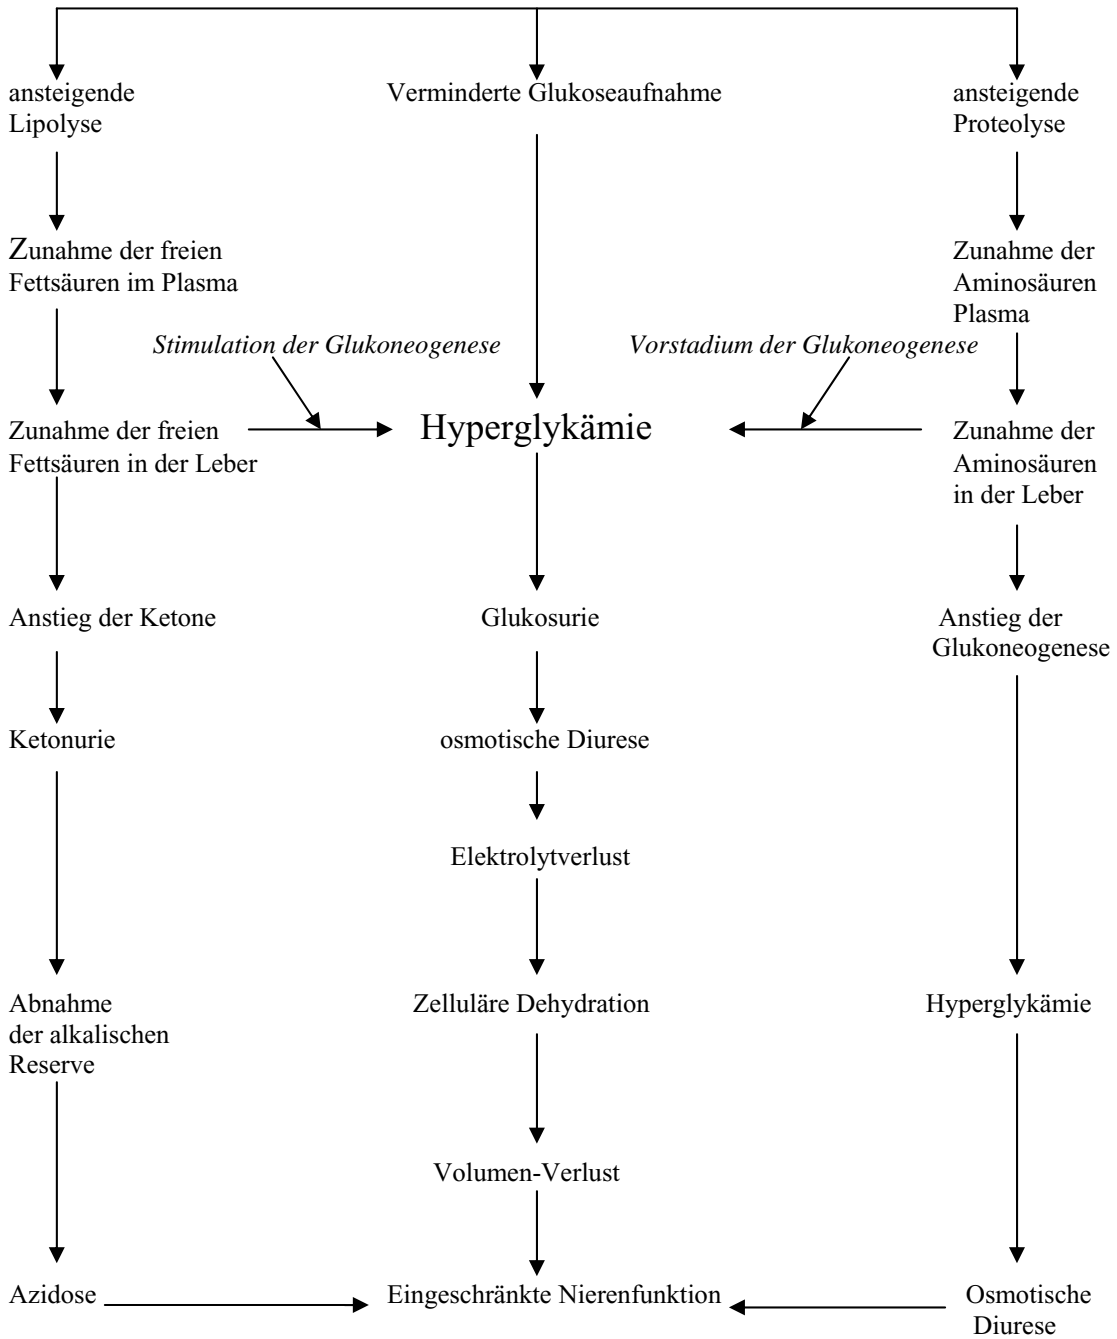 ansteigende
Lipolyse
Verminderte Glukoseaufnahme
ansteigende
Proteolyse
Zunahme der freien
Fettsäuren im Plasma
Zunahme der
Aminosäuren
Plasma
Stimulation der Glukoneogenese
Vorstadium der Glukoneogenese
Zunahme der freien
Fettsäuren in der Leber
Hyperglykämie
Zunahme der
Aminosäuren
in der Leber
Anstieg der Ketone
Glukosurie
Anstieg der
Glukoneogenese
Ketonurie
osmotische Diurese
Elektrolytverlust
Abnahme
der alkalischen
Reserve
Zelluläre Dehydration
Hyperglykämie
Volumen-Verlust
Azidose
Eingeschränkte Nierenfunktion
Osmotische
Diurese